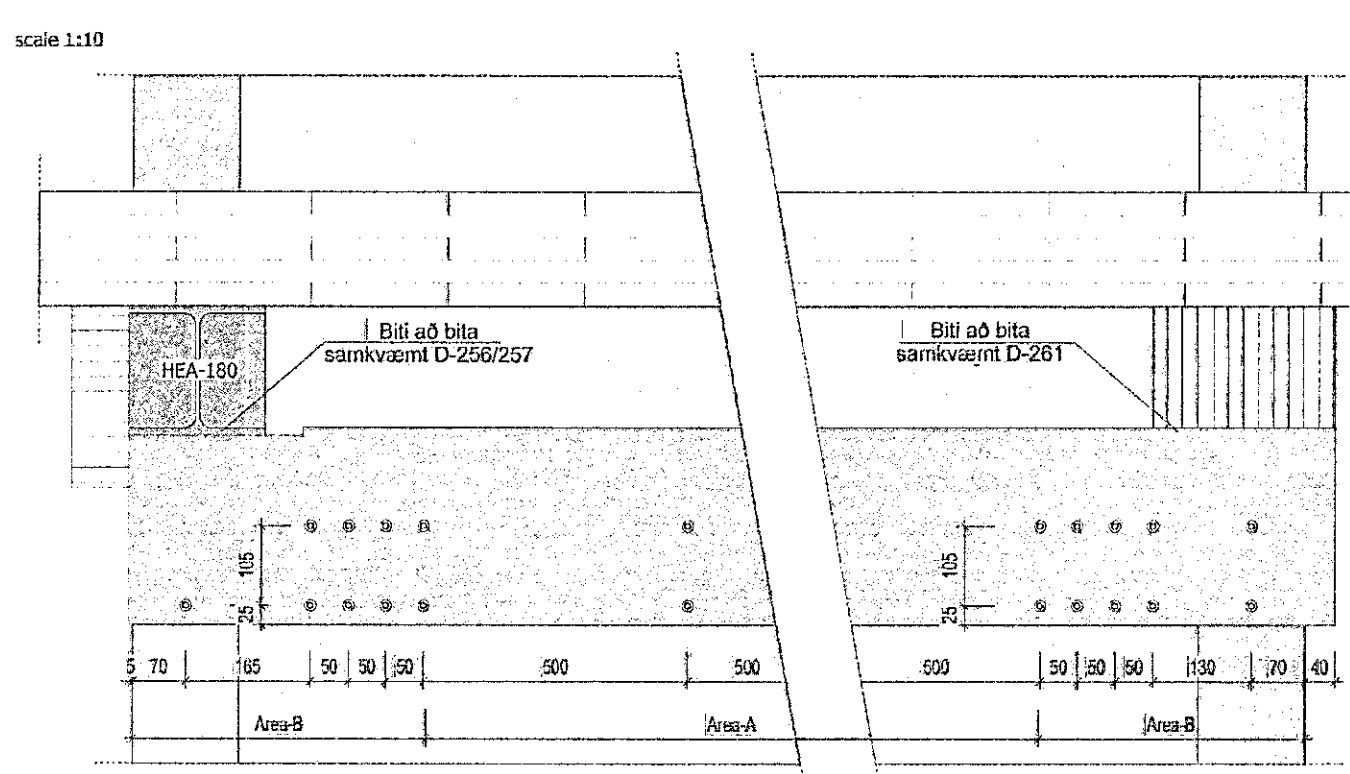 scale 1:10
Biti að bita
samkvæmt D-256/257
Biti að bita
samkvæmt D-261
HEA-180
105
25
105
25
5 70 165 50 50 50 500 500 500 50 50 50 130 70 40
Area-B
Area-A
Area-B